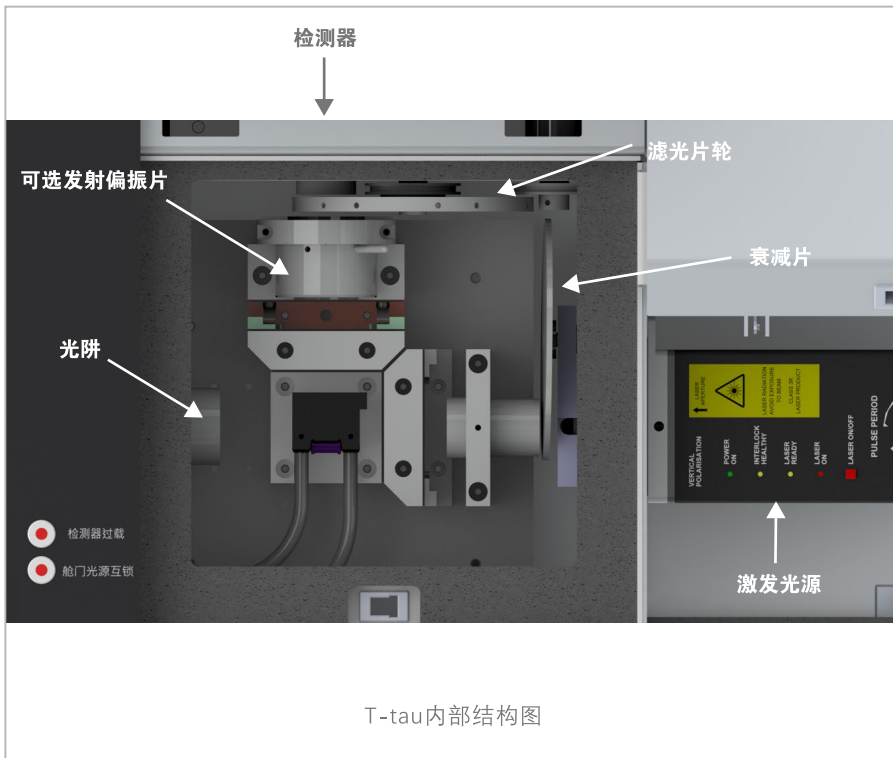 检测器
滤光片轮
可选发射偏振片
衰减片
光阱
LASER
APERTURE
LASER RADIATION
AVOID EXPOSURE
TO BEAM
CLASS 3R
LASER PRODUCT
VERTICAL
POLARISATION
POWER
ON
INTERLOCK
HEALTHY
LASER
READY
LASER
ON
LASER ON/OFF
PULSE PERIOD
检测器过载
舱门光源互锁
激发光源
T-tau内部结构图